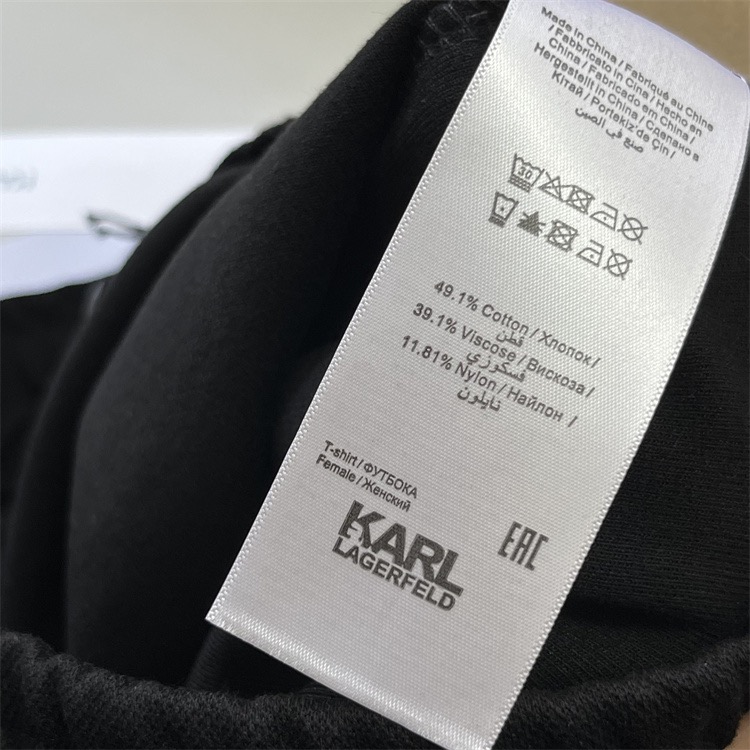 Made in China / Fabriqué au Chine
/ Fabbricato in Cina / Hecho en
China / Fabricado em China /
Hergestellt in China / Сделано в
Китай / Portekiz de Çin /
صنع في الصين
30
49.1% Cotton / Хлопок /
قطن
39.1% Viscose / Вискоза /
فسكوزي
11.81% Nylon / Найлон /
نايلون
T-shirt / ФУТБОКА
Female / Женский
KARL
LAGERFELD
EAC